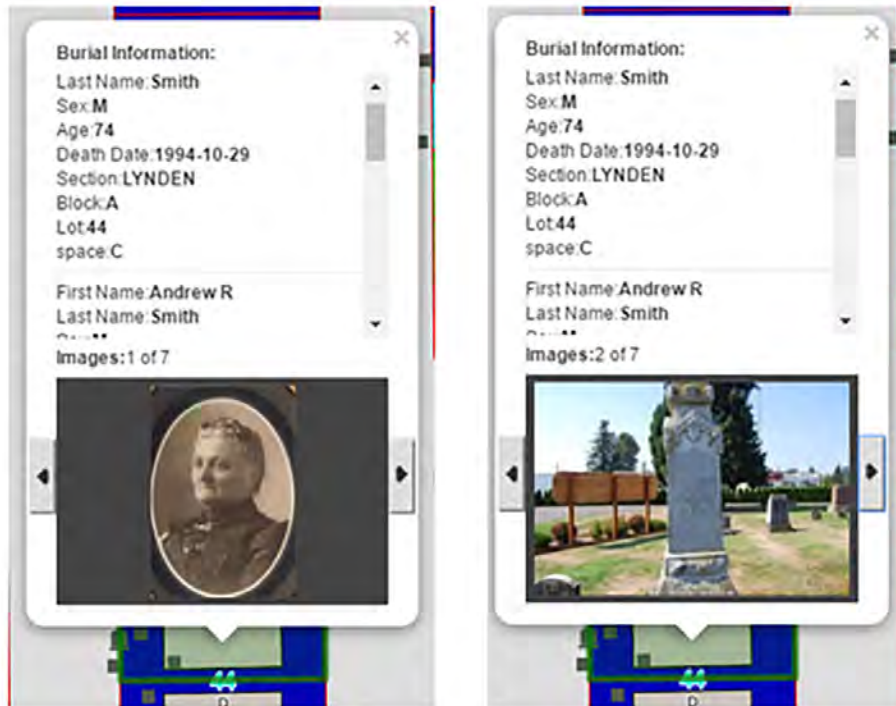 Burial Information:
Last Name:Smith
Sex:M
Age:74
Death Date:1994-10-29
Section:LYNDEN
Block:A
Lot:44
space:C
First Name:Andrew R
Last Name:Smith
Images:1 of 7
44
D
Burial Information:
Last Name:Smith
Sex:M
Age:74
Death Date:1994-10-29
Section:LYNDEN
Block:A
Lot:44
space:C
First Name:Andrew R
Last Name:Smith
Images:2 of 7
44
D